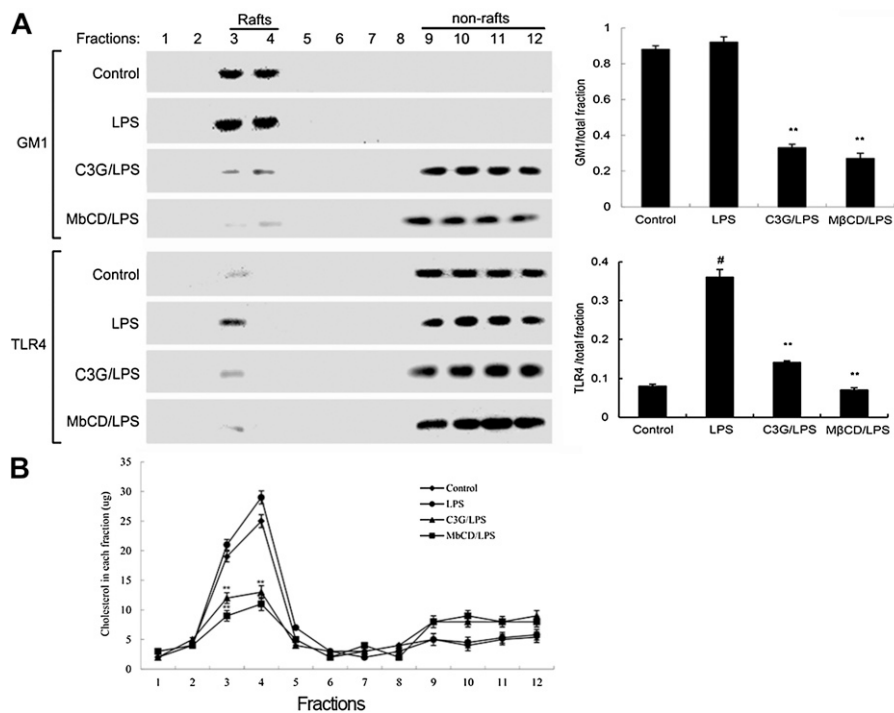 A
Rafts
non-rafts
Fractions: 1 2 3 4 5 6 7 8 9 10 11 12
GM1
Control
LPS
C3G/LPS
MbCD/LPS
TLR4
Control
LPS
C3G/LPS
MbCD/LPS
GM1/total fraction
1
0.8
0.6
0.4
0.2
0
** **
Control LPS C3G/LPS MβCD/LPS
TLR4 /total fraction
0.4
0.3
0.2
0.1
0.0
#
** **
Control LPS C3G/LPS MβCD/LPS
B
Cholesterol in each fraction (ug)
35
30
25
20
15
10
5
0
** **
** **
Control
LPS
C3G/LPS
MbCD/LPS
1 2 3 4 5 6 7 8 9 10 11 12
Fractions